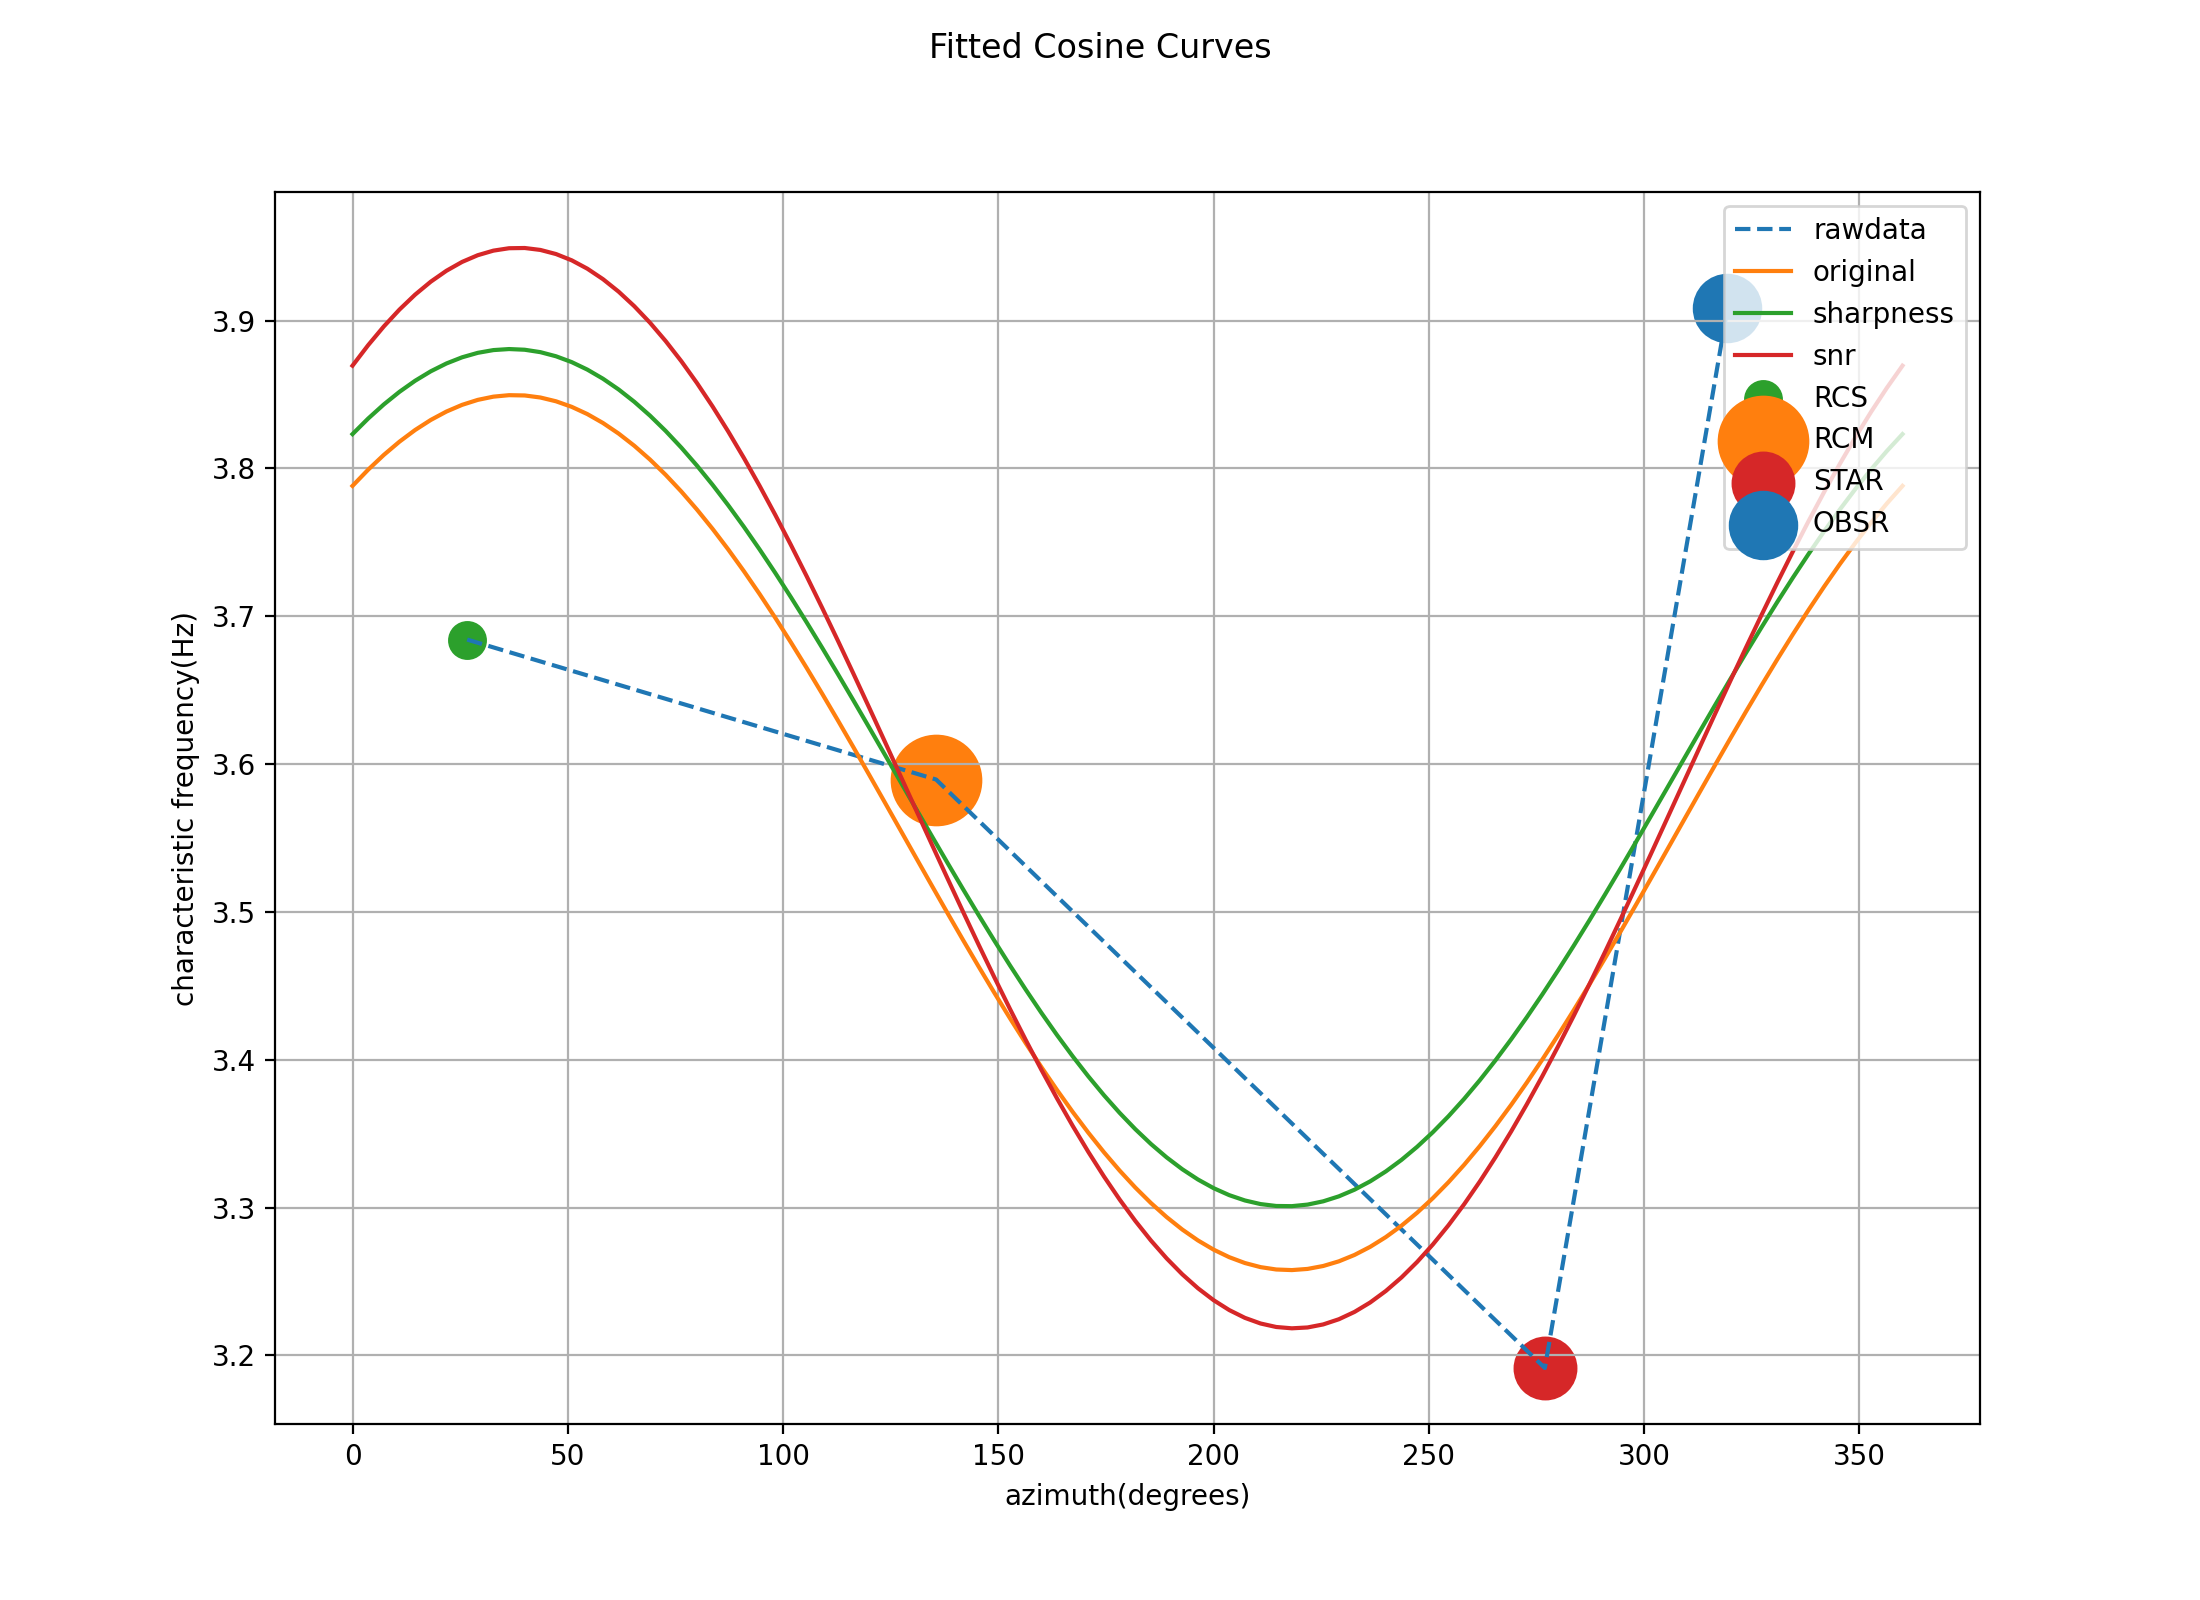 Fitted Cosine Curves
rawdata
original
sharpness
snr
RCS
RCM
STAR
OBSR
3.9
3.8
3.7
3.6
3.5
3.4
3.3
3.2
characteristic frequency(Hz)
0 50 100 150 200 250 300 350
azimuth(degrees)